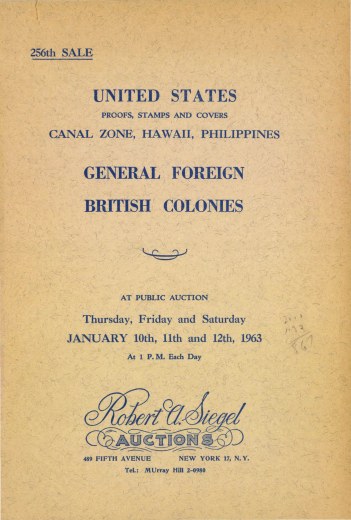 256th SALE
UNITED STATES
PROOFS, STAMPS AND COVERS
CANAL ZONE, HAWAII, PHILIPPINES
GENERAL FOREIGN
BRITISH COLONIES
AT PUBLIC AUCTION
Thursday, Friday and Saturday
JANUARY 10th, 11th and 12th, 1963
At 1 P. M. Each Day
Robert A. Siegel
AUCTIONS
489 FIFTH AVENUE NEW YORK 17, N.Y.
Tel.: MUrray Hill 2-0980